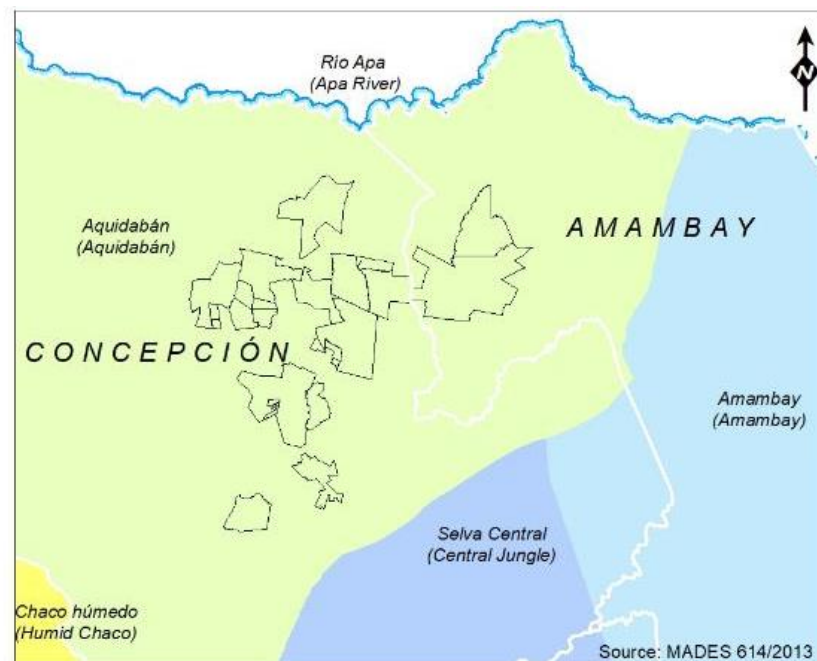 Rio Apa
(Apa River)
N
Aquidabán
(Aquidabán)
AMAMBAY
CONCEPCIÓN
Amambay
(Amambay)
Selva Central
(Central Jungle)
Chaco húmedo
(Humid Chaco)
Source: MADES 614/2013